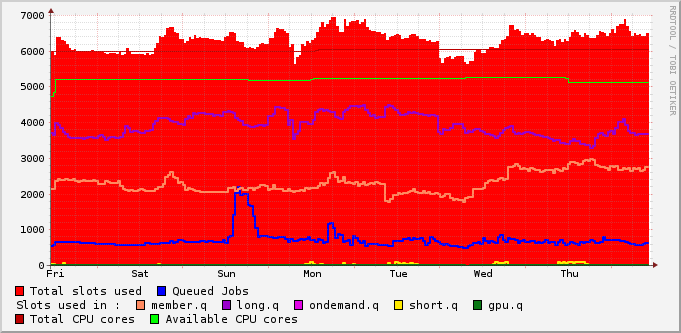 7000
6000
5000
4000
3000
2000
1000
0
Fri Sat Sun Mon Tue Wed Thu
Total slots used Queued Jobs
Slots used in : member.q long.q ondemand.q short.q gpu.q
Total CPU cores Available CPU cores
RRDTOOL / TOBI OETIKER